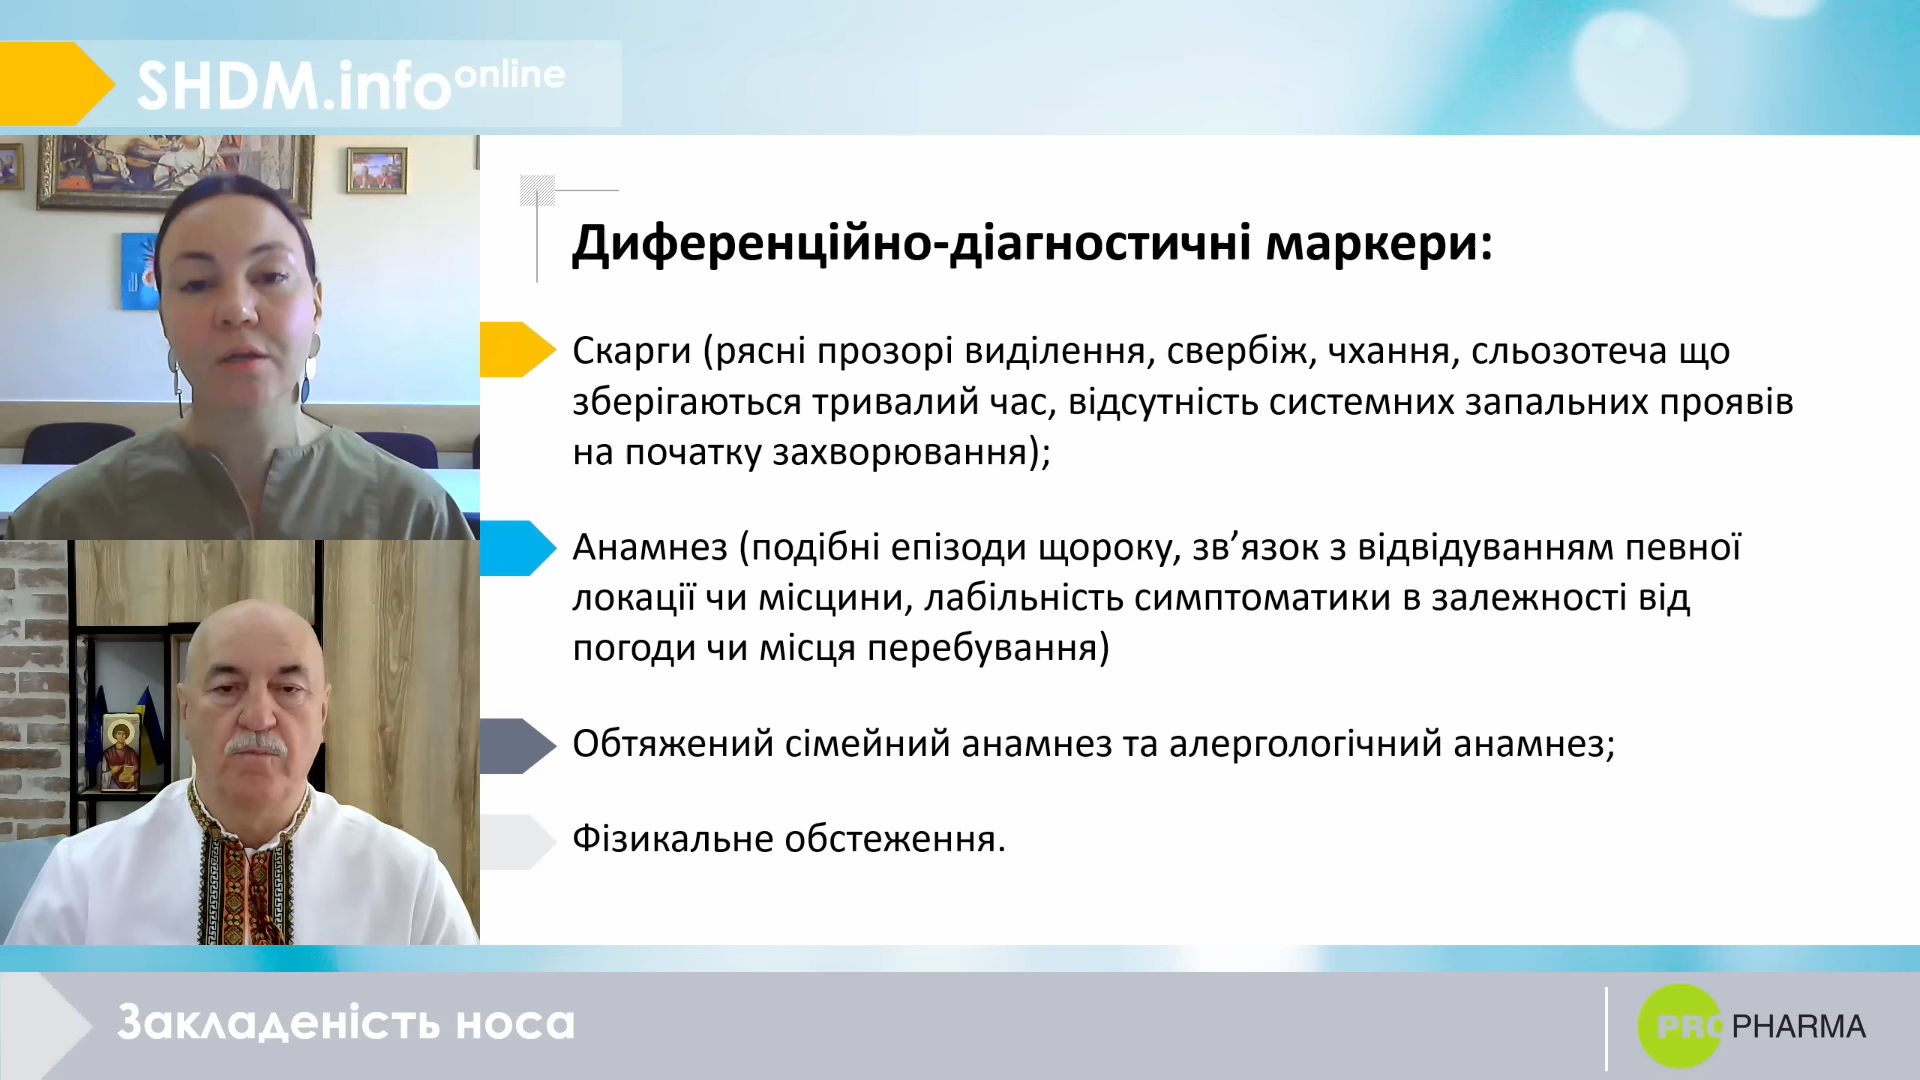 SHDM.info online
Диференційно-діагностичні маркери:
Скарги (рясні прозорі виділення, свербіж, чхання, сльозотеча що
зберігаються тривалий час, відсутність системних запальних проявів
на початку захворювання);
Анамнез (подібні епізоди щороку, зв’язок з відвідуванням певної
локації чи місцини, лабільність симптоматики в залежності від
погоди чи місця перебування)
Обтяжений сімейний анамнез та алергологічний анамнез;
Фізикальне обстеження.
Закладеність носа
PRO PHARMA